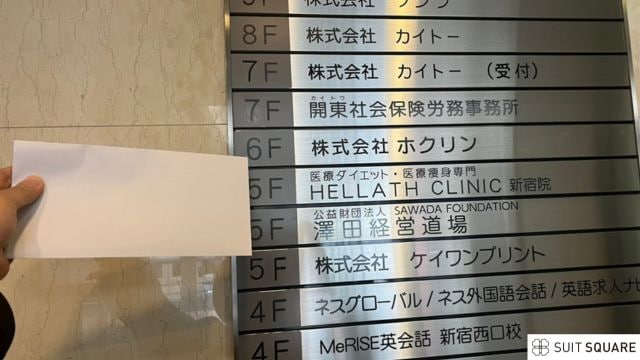 8F 株式会社 カイトー
7F 株式会社 カイトー （受付）
カイトウ
7F 開東社会保険労務事務所
6F 株式会社 ホクリン
医療ダイエット・医療痩身専門
5F HELLATH CLINIC 新宿院
公益財団法人 SAWADA FOUNDATION
5F 澤田経営道場
5F 株式会社 ケイワンプリント
4F ネスグローバル / ネス外国語会話 / 英語求人ナビ
4F MeRISE英会話 新宿西口校
SUIT SQUARE